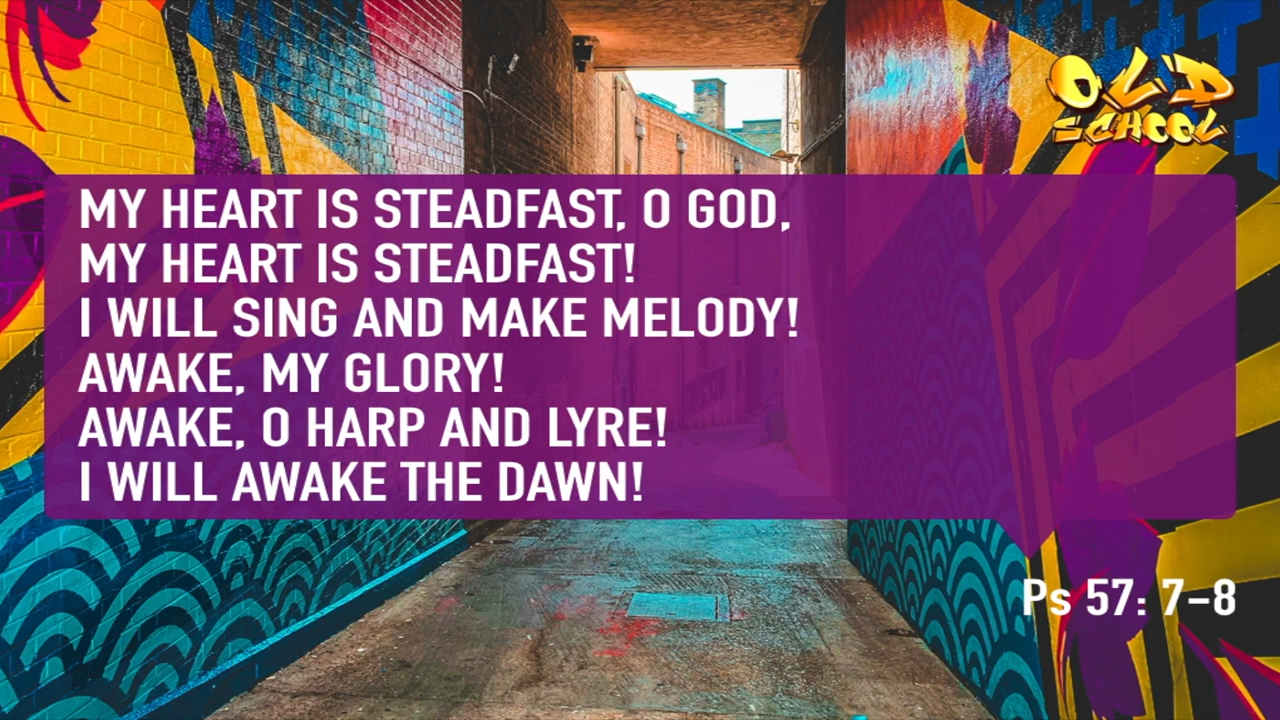 OLD
SCHOOL
MY HEART IS STEADFAST, O GOD,
MY HEART IS STEADFAST!
I WILL SING AND MAKE MELODY!
AWAKE, MY GLORY!
AWAKE, O HARP AND LYRE!
I WILL AWAKE THE DAWN!
Ps 57: 7–8